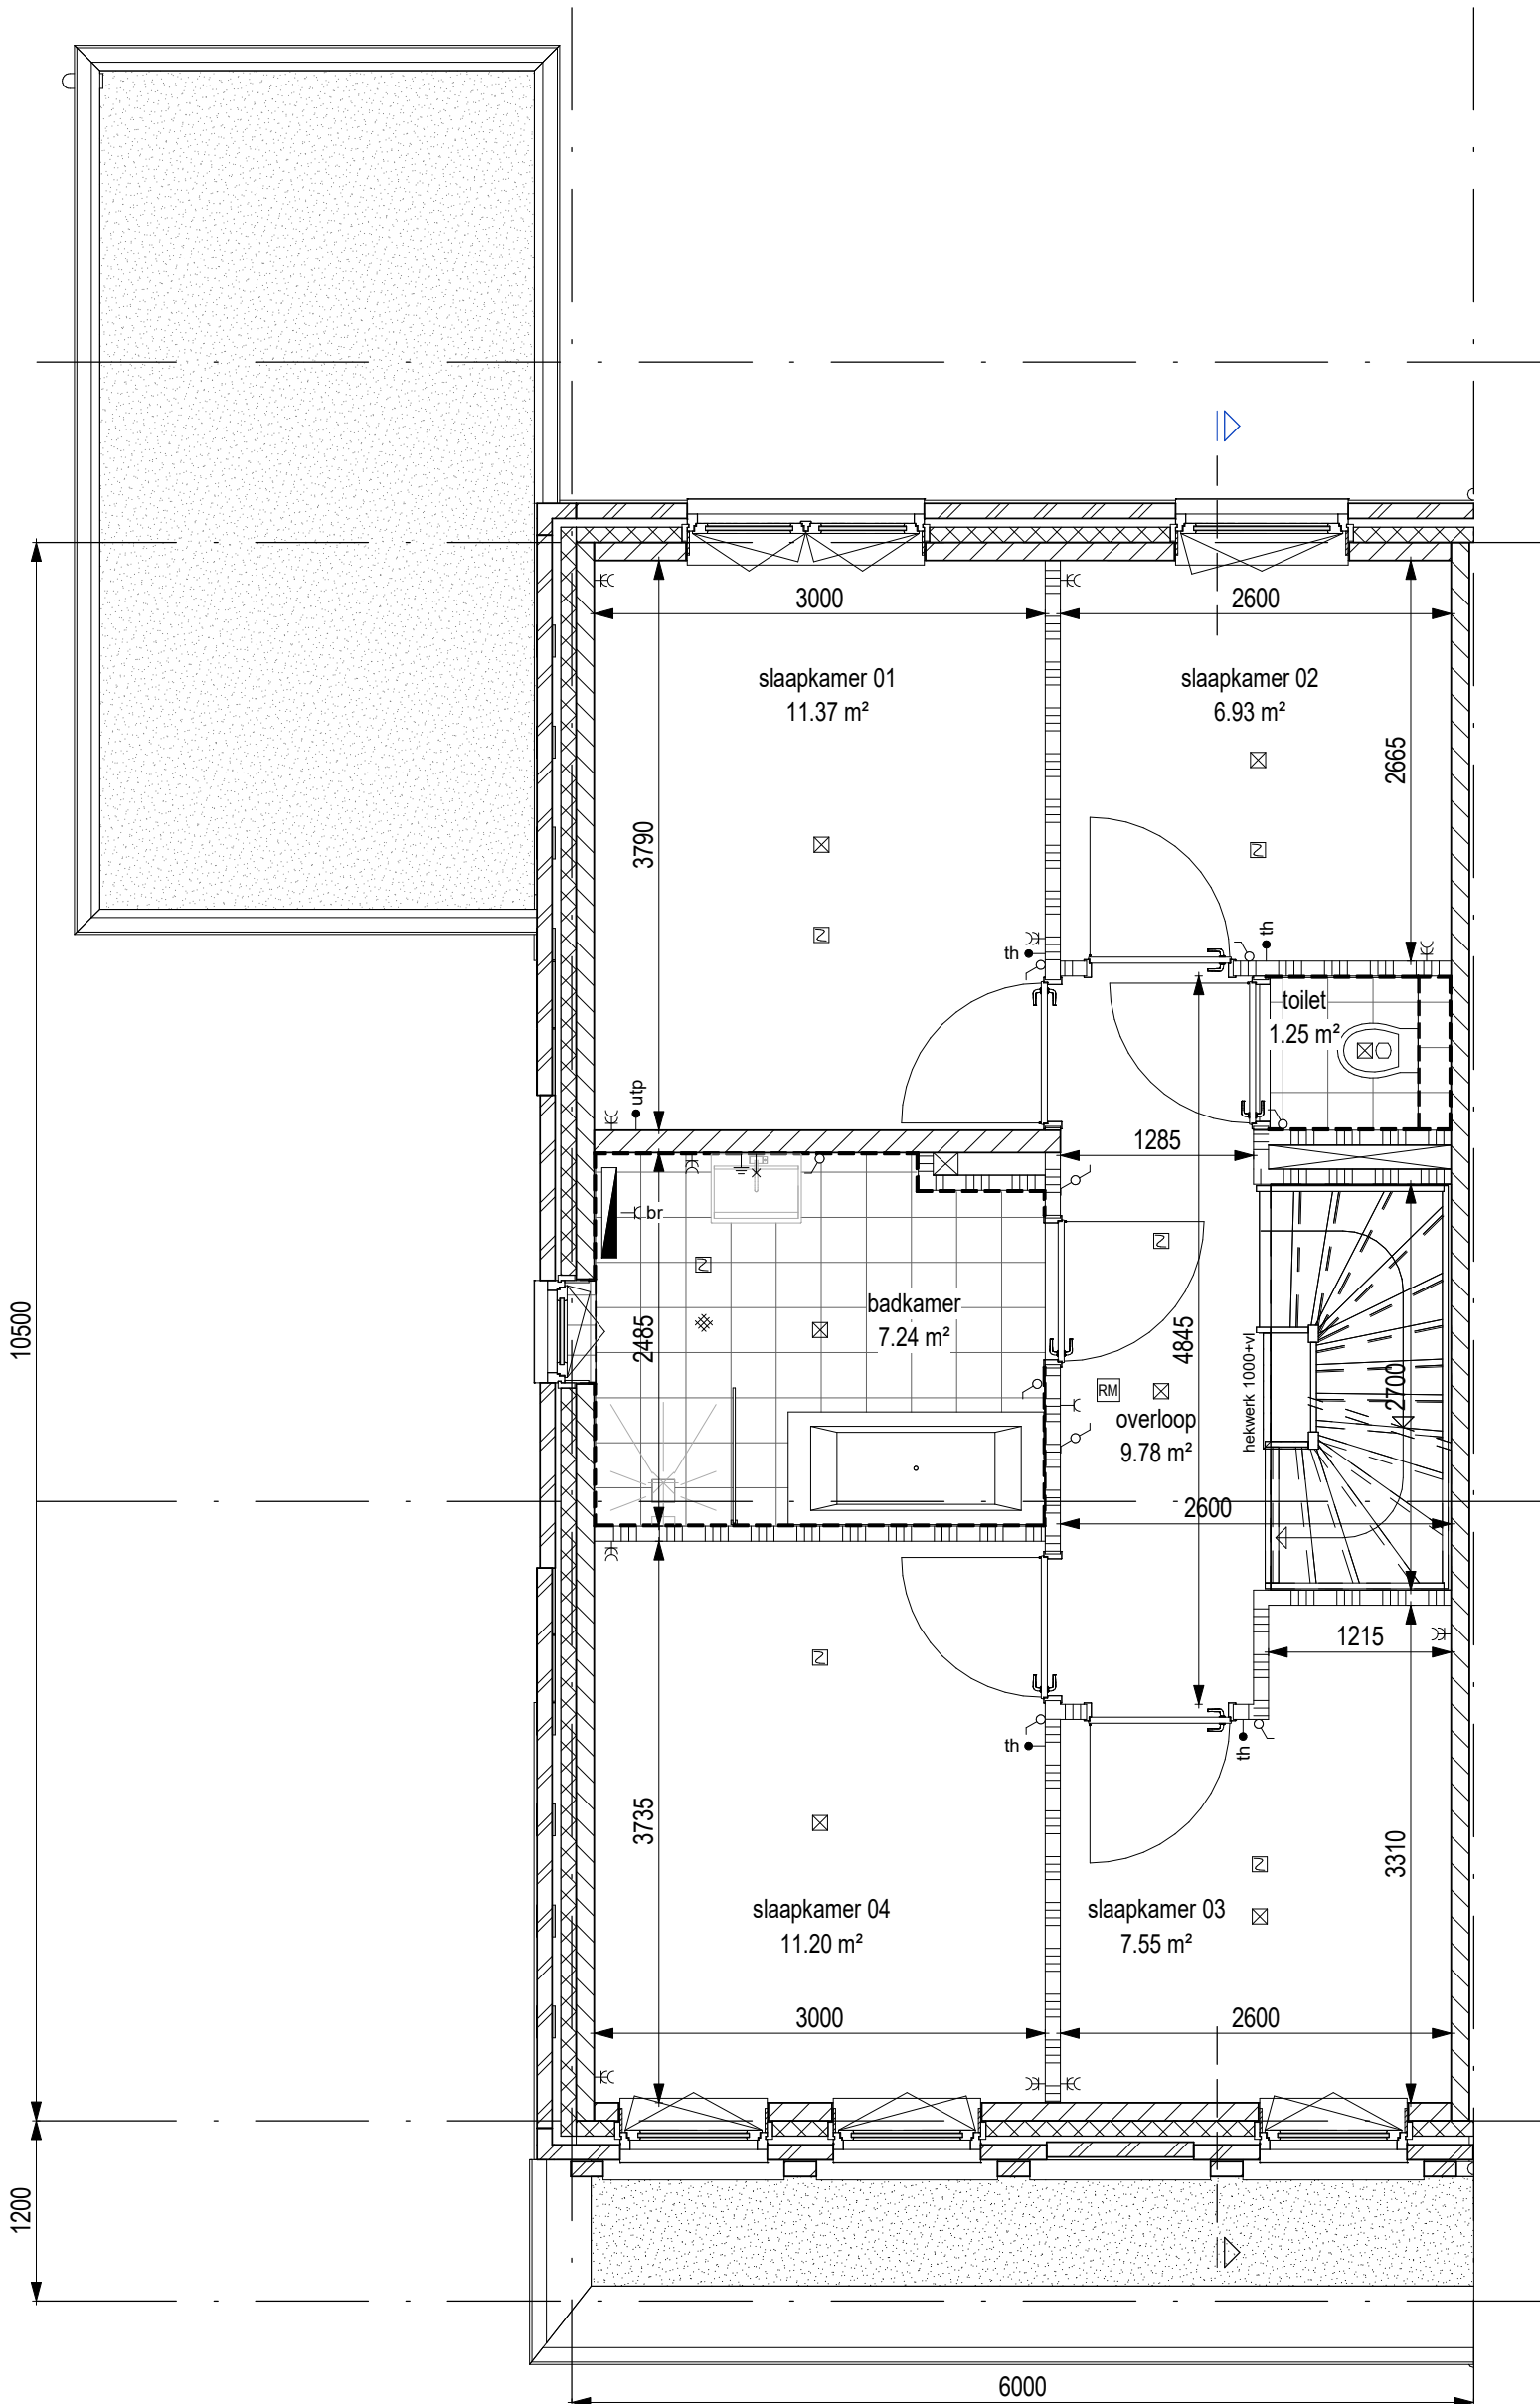 3000
2600
slaapkamer 01
11.37 m²
slaapkamer 02
6.93 m²
2665
3790
th
th
toilet
1.25 m²
utp
1285
br
badkamer
7.24 m²
2485
10500
4845
RM
overloop
9.78 m²
hekwerk 1000+vl
2700
2600
1215
th
th
3735
3310
slaapkamer 04
11.20 m²
slaapkamer 03
7.55 m²
3000
2600
1200
6000